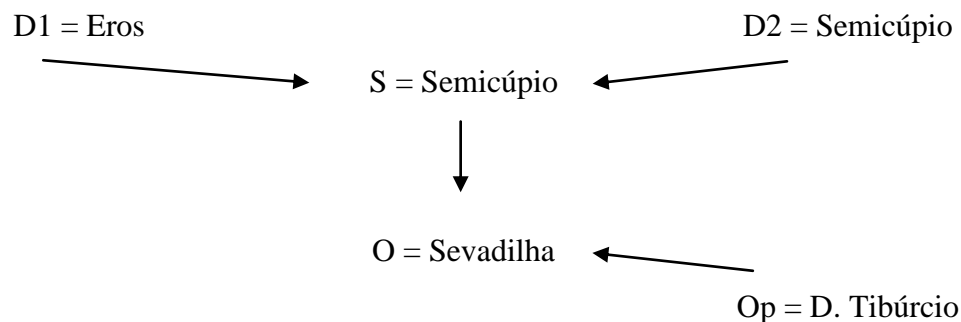 D1 = Eros
D2 = Semicúpio
S = Semicúpio
O = Sevadilha
Op = D. Tibúrcio